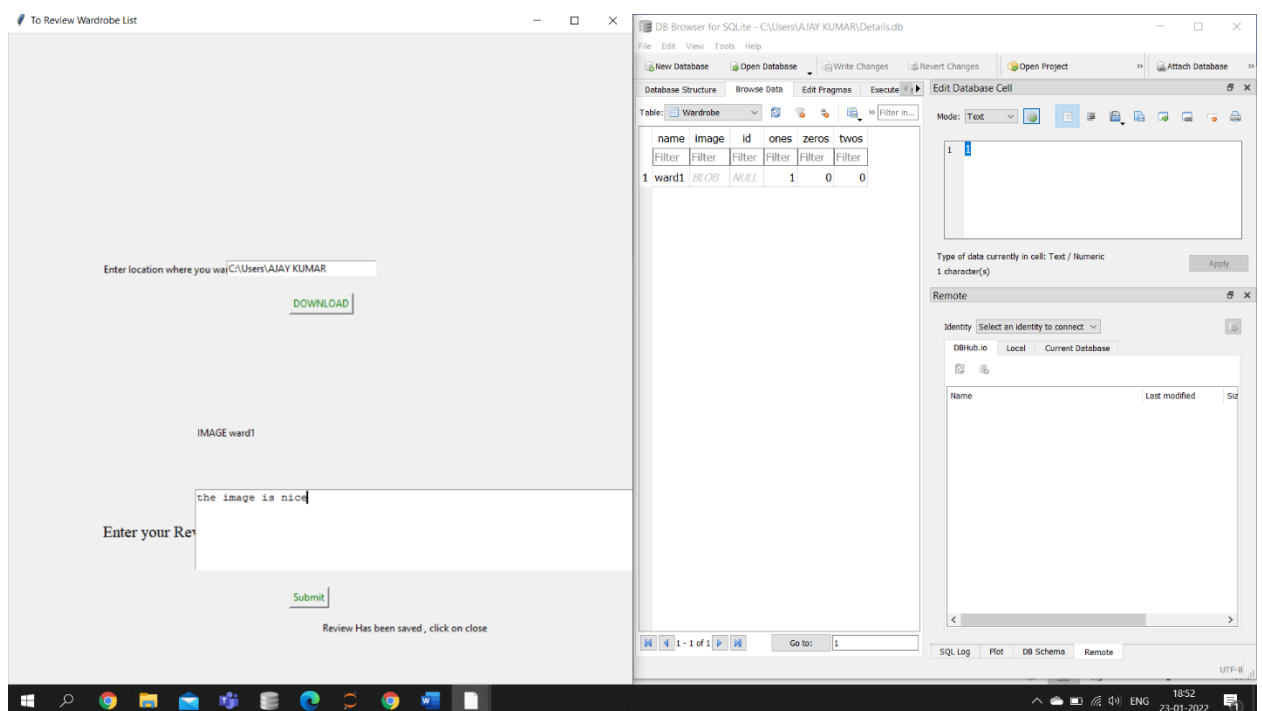 To Review Wardrobe List
Enter location where you wa C:\Users\AJAY KUMAR
DOWNLOAD
IMAGE ward1
the image is nice
Enter your Rev
Submit
Review Has been saved , click on close
DB Browser for SQLite - C:\Users\AJAY KUMAR\Details.db
File Edit View Tools Help
New Database Open Database Write Changes Revert Changes Open Project » Attach Database »
Database Structure Browse Data Edit Pragmas Execute
Table: Wardrobe » Filter in...
name image id ones zeros twos
Filter Filter Filter Filter Filter Filter
1 ward1 BLOB NULL 1 0 0
1 - 1 of 1 Go to: 1
Edit Database Cell
Mode: Text
1 1
Type of data currently in cell: Text / Numeric
1 character(s)
Apply
Remote
Identity Select an identity to connect
DBHub.io Local Current Database
Name Last modified Siz
SQL Log Plot DB Schema Remote
UTF-8
ENG
18:52
23-01-2022